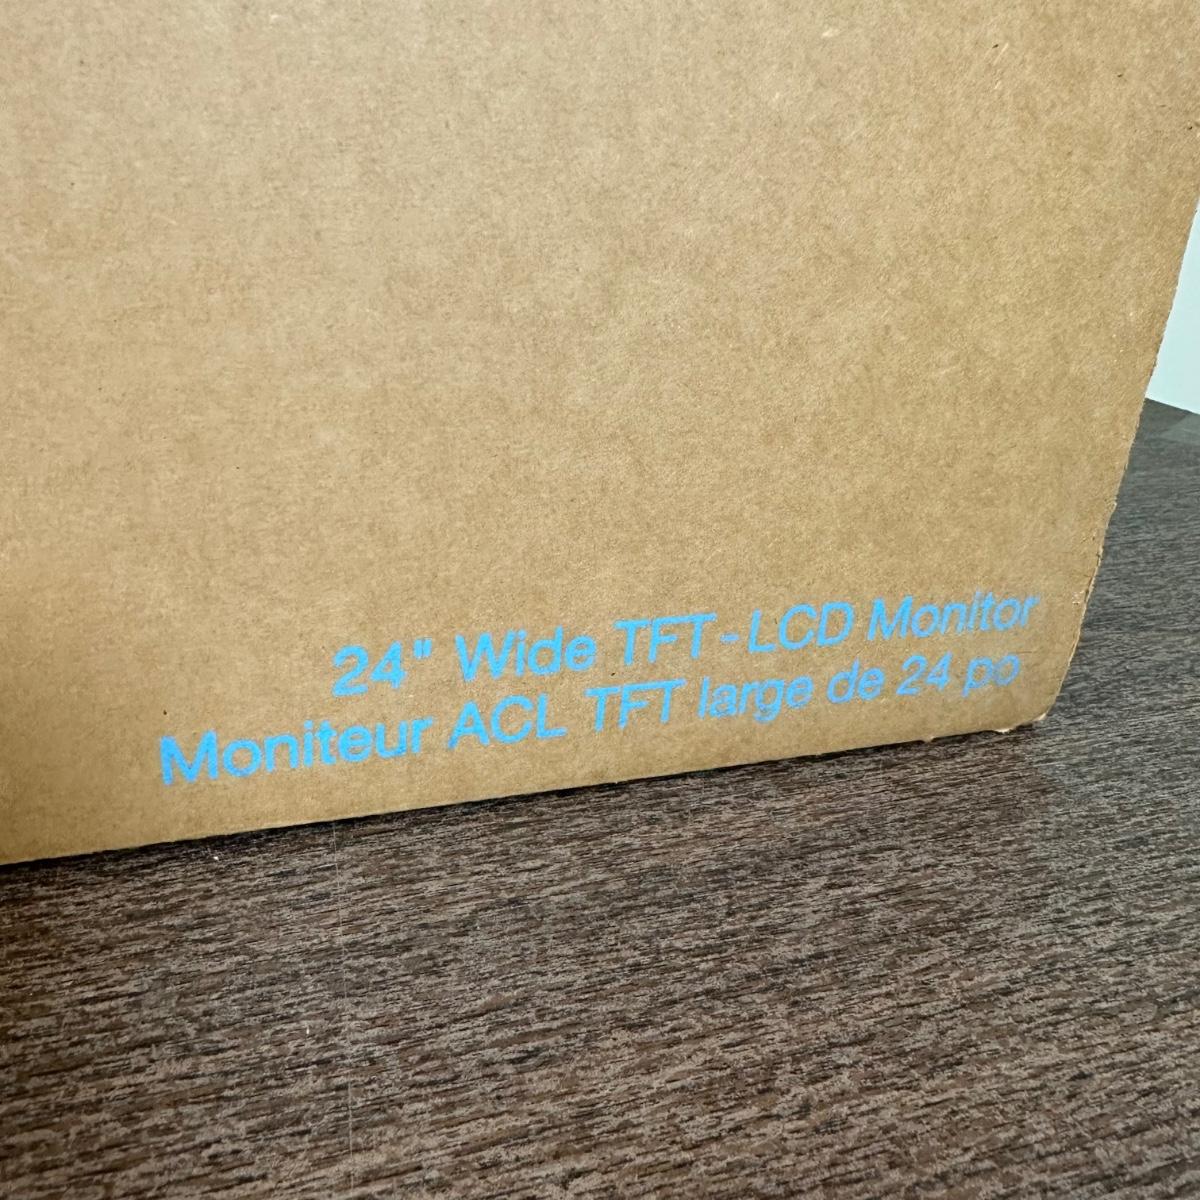 24" Wide TFT-LCD Monitor
Moniteur ACL TFT large de 24 po